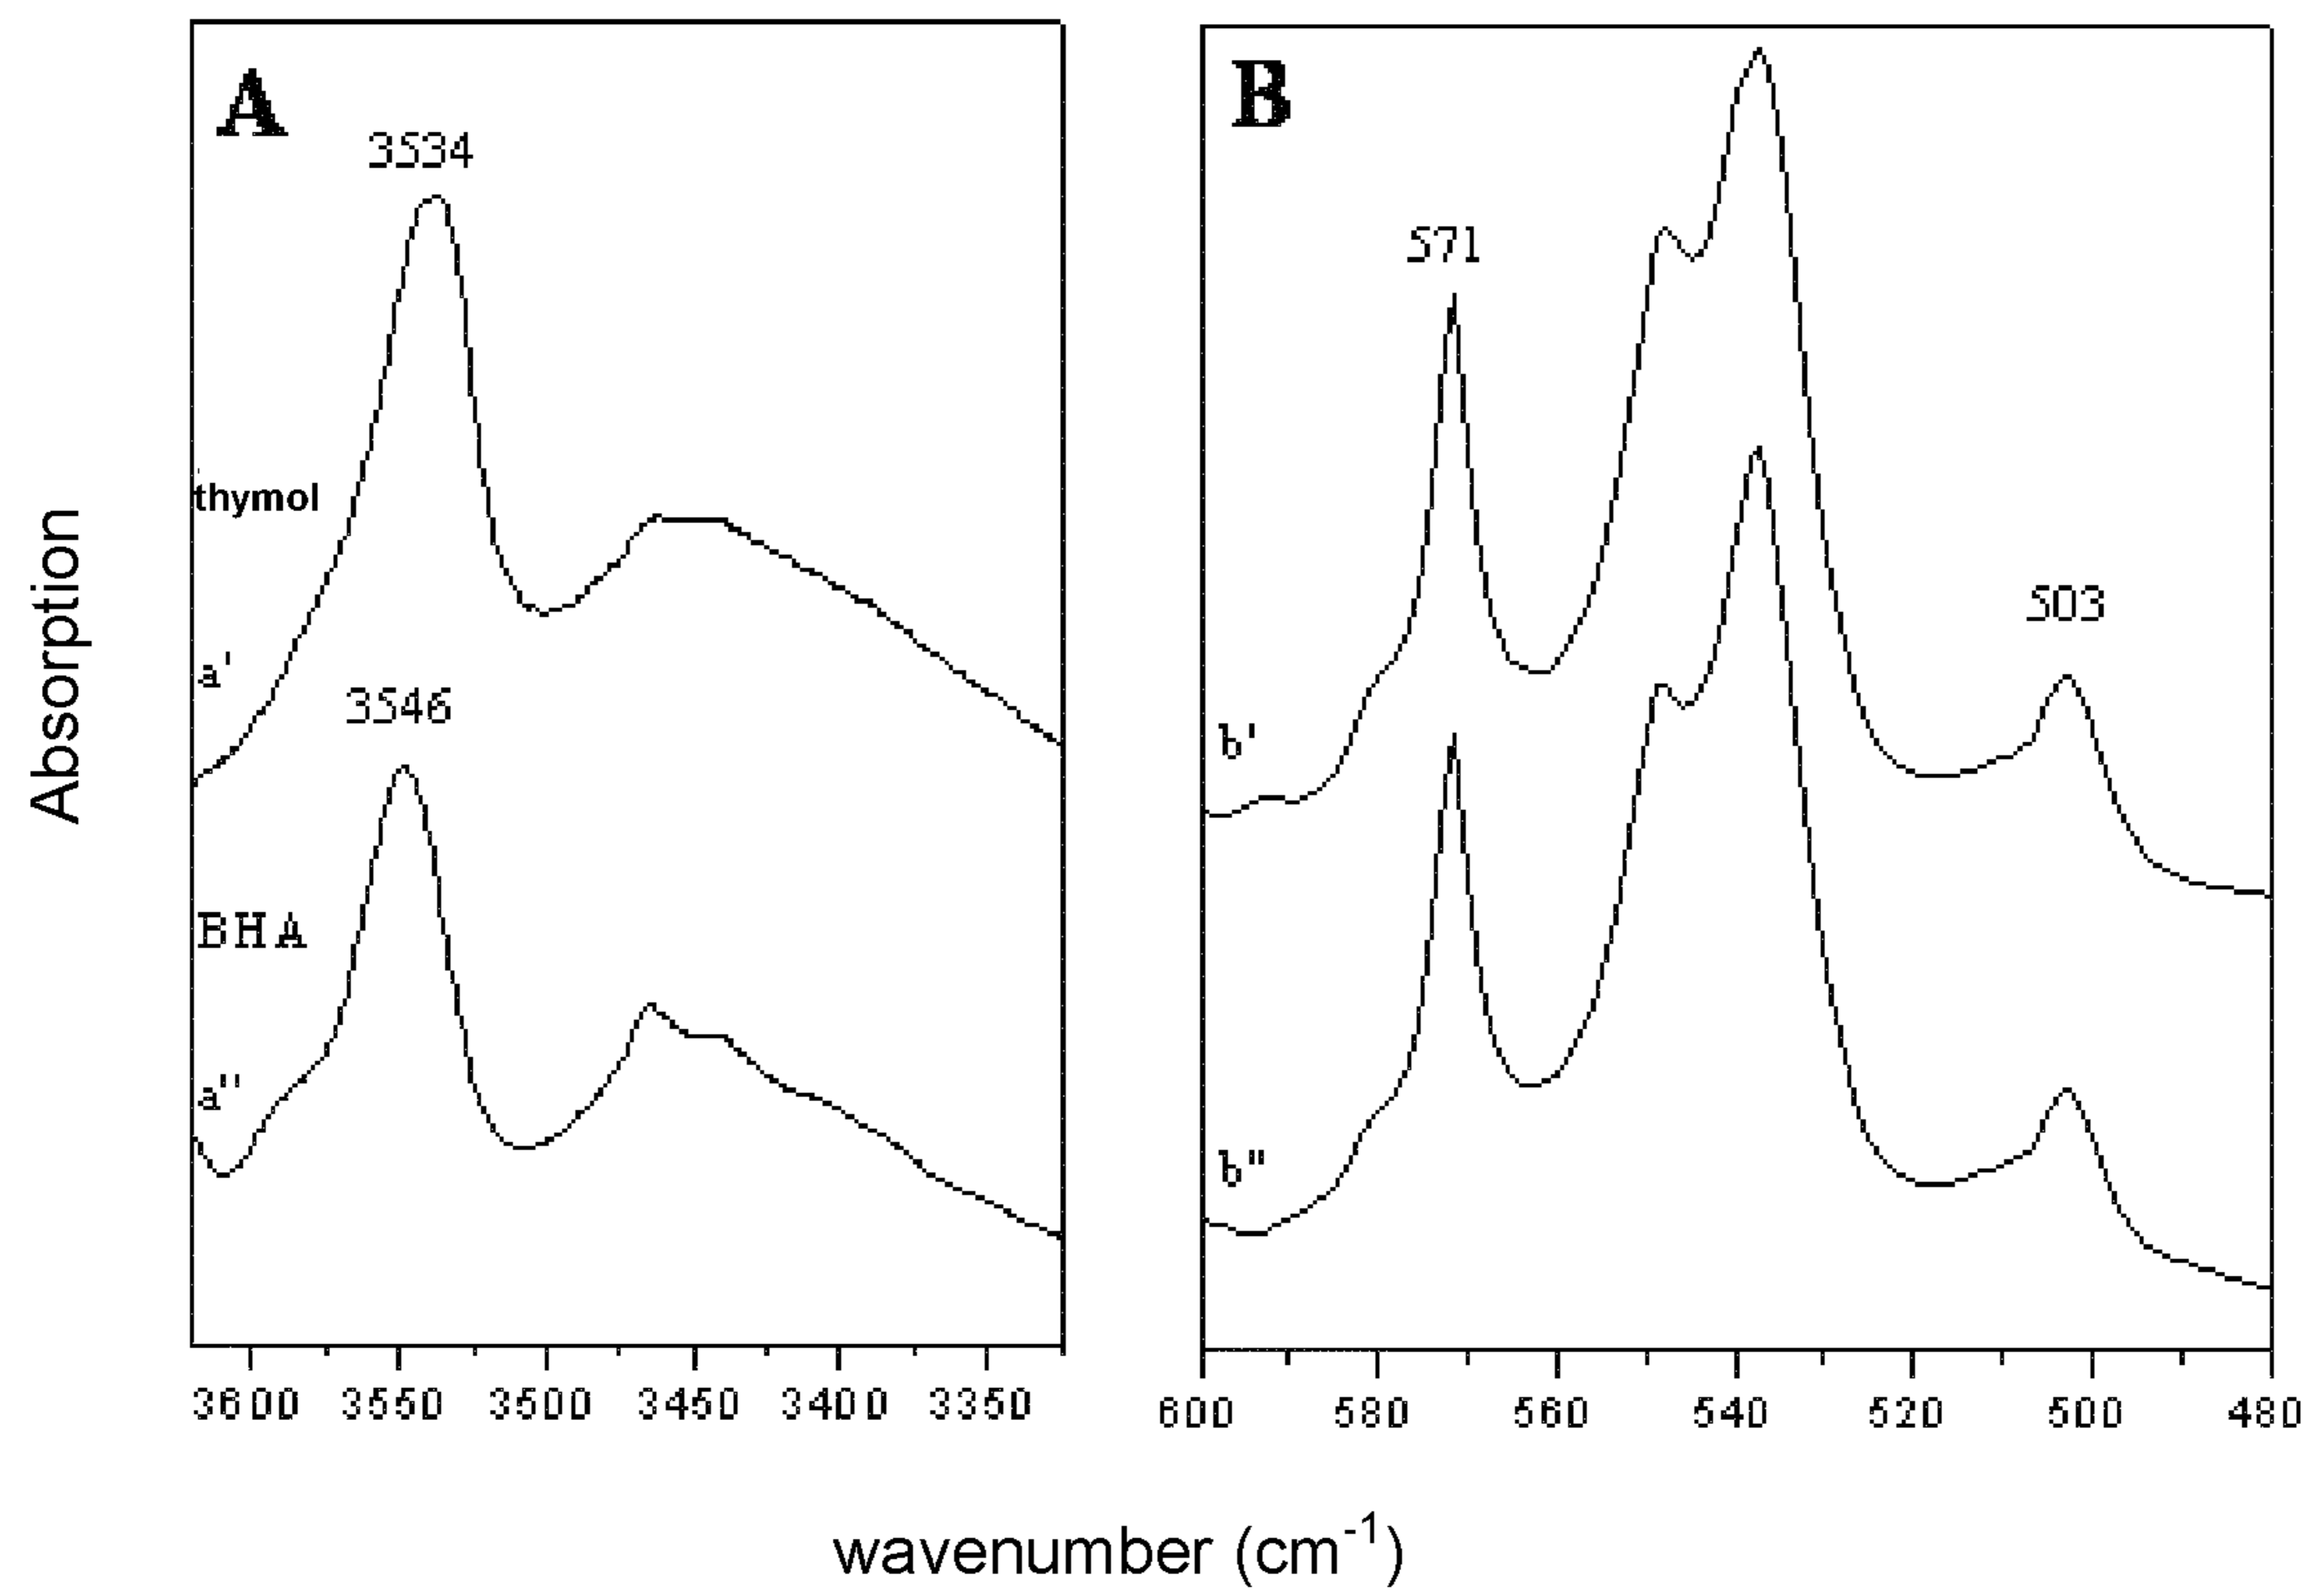 A
3534
thymol
a'
3546
BHA
a''
3600 3550 3500 3450 3400 3350
B
571
503
b'
b''
600 580 560 540 520 500 480
Absorption
wavenumber (cm⁻¹)